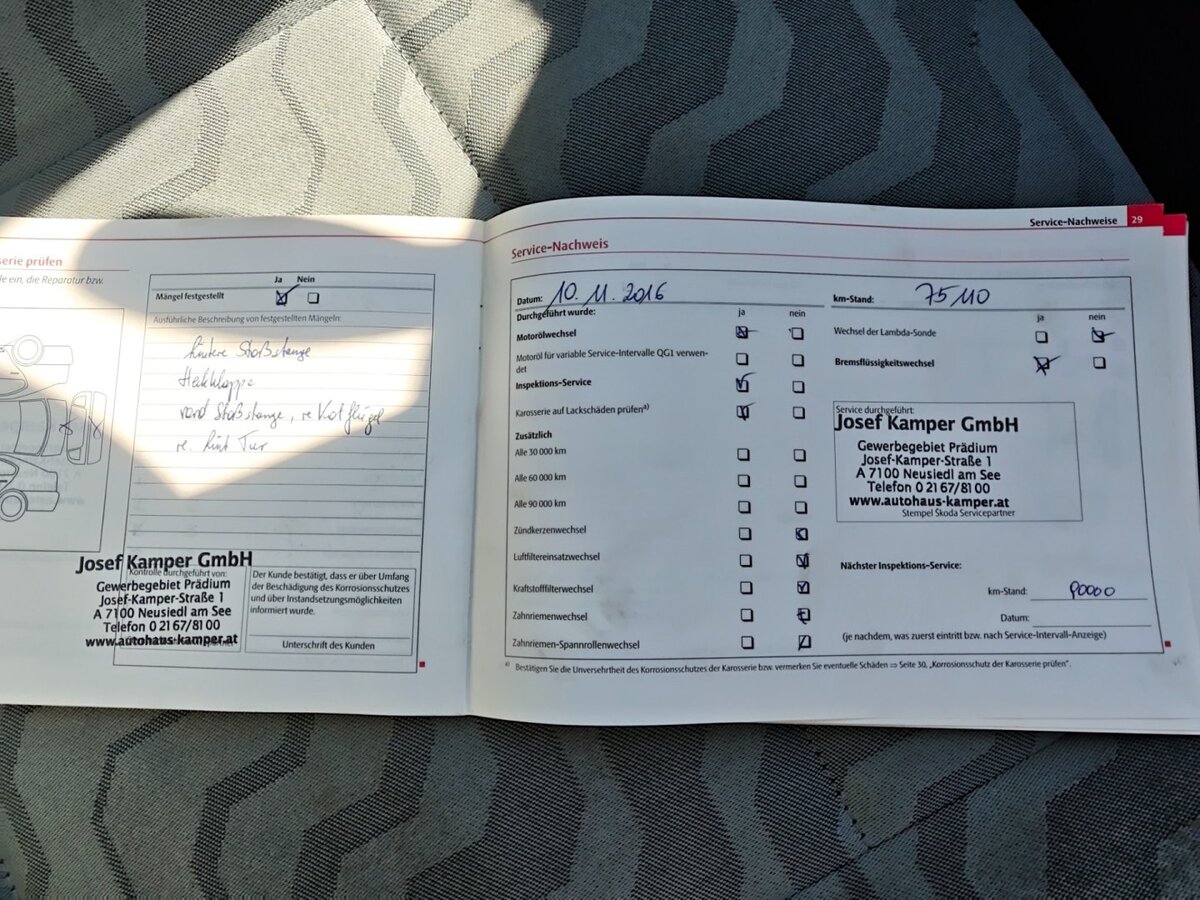 serie prüfen
le ein, die Reparatur bzw.
Ja Nein
Mängel festgestellt
Ausführliche Beschreibung von festgestellten Mängeln:
hintere Stoßstange
Heckklappe
vord Stoßstange, re Kotflügel
re. hint Tür
Josef Kamper GmbH
Kontrolle durchgeführt von:
Gewerbegebiet Prädium
Josef-Kamper-Straße 1
A 7100 Neusiedl am See
Telefon 0 21 67/81 00
www.autohaus-kamper.at
Der Kunde bestätigt, dass er über Umfang
der Beschädigung des Korrosionsschutzes
und über Instandsetzungsmöglichkeiten
informiert wurde.
Unterschrift des Kunden
Service-Nachweise 29
Service-Nachweis
Datum: 10. 11. 2016
km-Stand: 75110
Durchgeführt wurde: ja nein
Motorölwechsel
Motoröl für variable Service-Intervalle QG1 verwen-
det
Inspektions-Service
Karosserie auf Lackschäden prüfen a)
Zusätzlich
Alle 30 000 km
Alle 60 000 km
Alle 90 000 km
Zündkerzenwechsel
Luftfiltereinsatzwechsel
Kraftstofffilterwechsel
Zahnriemenwechsel
Zahnriemen-Spannrollenwechsel
ja nein
Wechsel der Lambda-Sonde
Bremsflüssigkeitswechsel
Service durchgeführt:
Josef Kamper GmbH
Gewerbegebiet Prädium
Josef-Kamper-Straße 1
A 7100 Neusiedl am See
Telefon 0 21 67/81 00
www.autohaus-kamper.at
Stempel Škoda Servicepartner
Nächster Inspektions-Service:
km-Stand: 90000
Datum:
(je nachdem, was zuerst eintritt bzw. nach Service-Intervall-Anzeige)
a) Bestätigen Sie die Unversehrtheit des Korrosionsschutzes der Karosserie bzw. vermerken Sie eventuelle Schäden ⇒ Seite 30, „Korrosionsschutz der Karosserie prüfen".